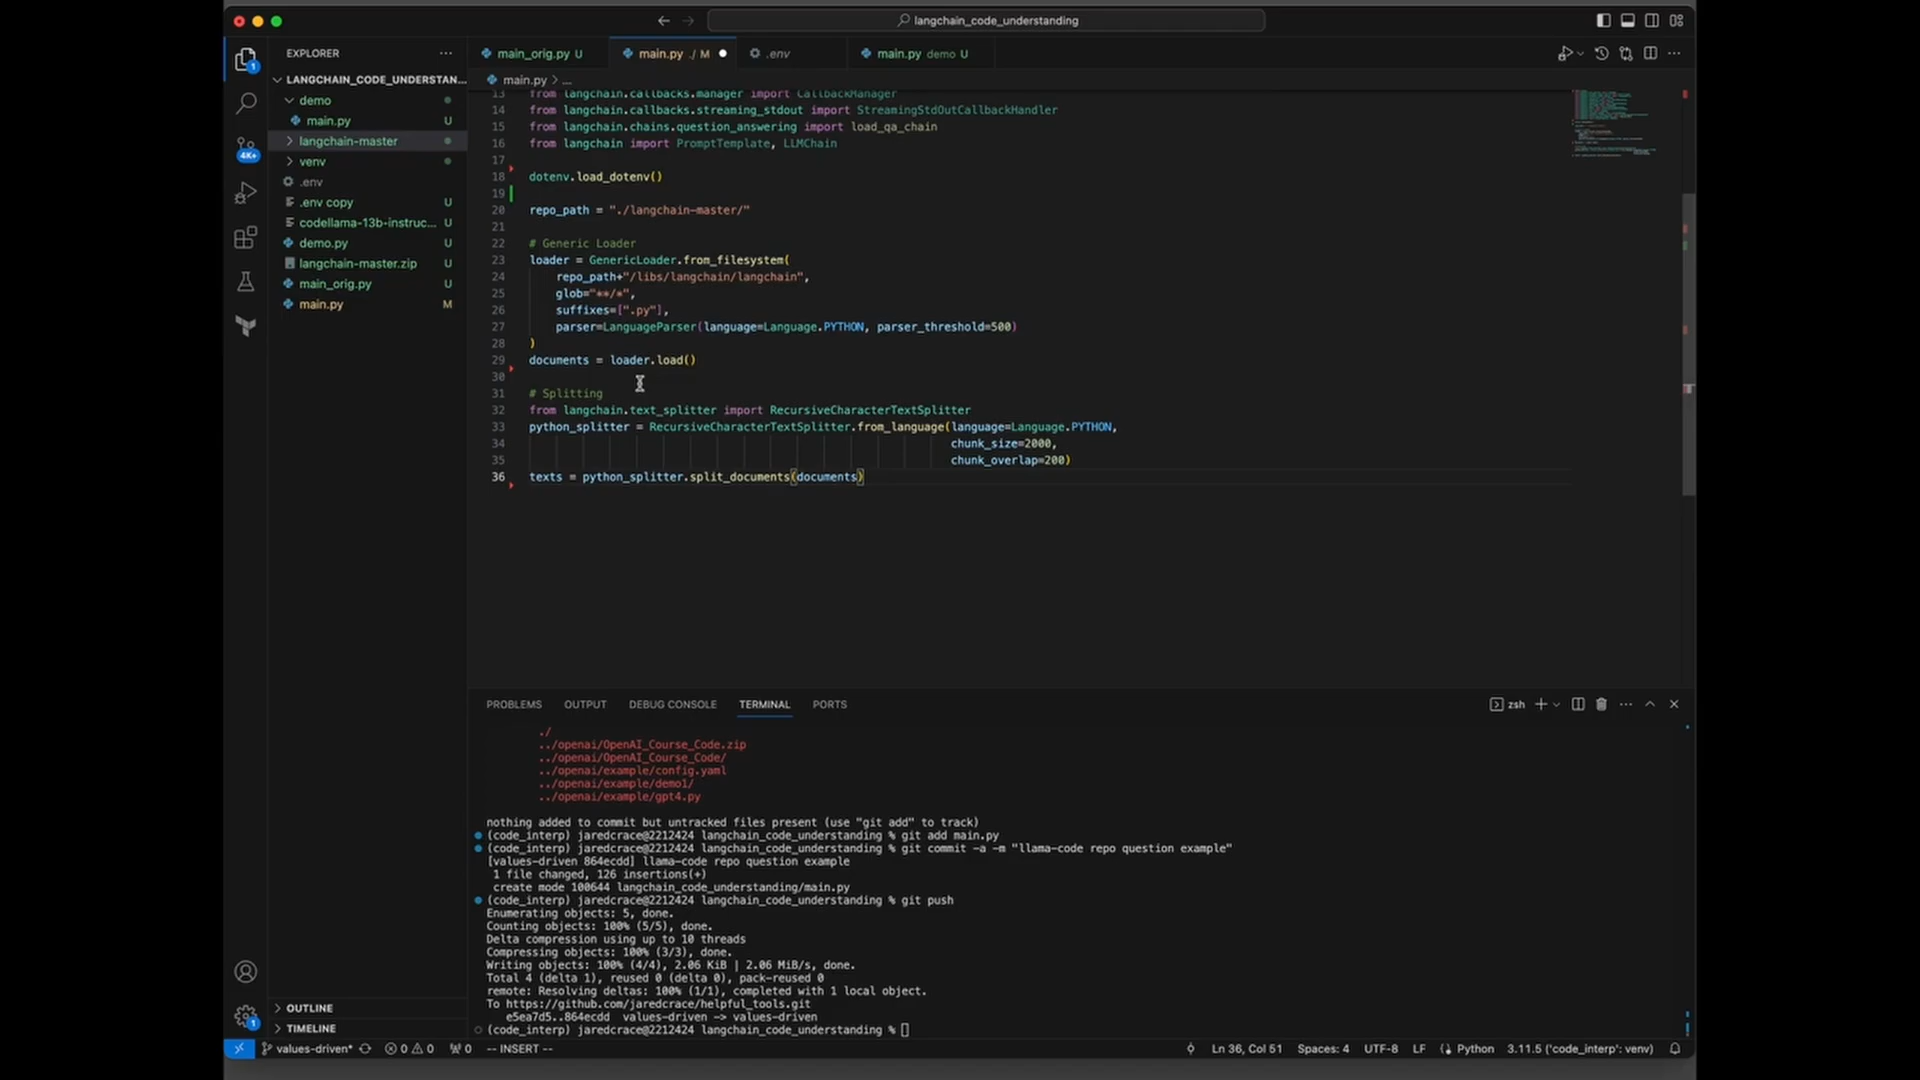 langchain_code_understanding
EXPLORER
main_orig.py U
main.py ./ M
.env
main.py demo U
LANGCHAIN_CODE_UNDERSTAN...
main.py > ...
demo
main.py U
langchain-master
venv
.env
.env copy U
codellama-13b-instruc... U
demo.py U
langchain-master.zip U
main_orig.py U
main.py M
1
4K+
13 from langchain.callbacks.manager import CallbackManager
14 from langchain.callbacks.streaming_stdout import StreamingStdOutCallbackHandler
15 from langchain.chains.question_answering import load_qa_chain
16 from langchain import PromptTemplate, LLMChain
17
18 dotenv.load_dotenv()
19
20 repo_path = "./langchain-master/"
21
22 # Generic Loader
23 loader = GenericLoader.from_filesystem(
24 repo_path+"/libs/langchain/langchain",
25 glob="**/*",
26 suffixes=[".py"],
27 parser=LanguageParser(language=Language.PYTHON, parser_threshold=500)
28 )
29 documents = loader.load()
30
31 # Splitting
32 from langchain.text_splitter import RecursiveCharacterTextSplitter
33 python_splitter = RecursiveCharacterTextSplitter.from_language(language=Language.PYTHON,
34 chunk_size=2000,
35 chunk_overlap=200)
36 texts = python_splitter.split_documents(documents)
PROBLEMS OUTPUT DEBUG CONSOLE TERMINAL PORTS
zsh
./
../openai/OpenAI_Course_Code.zip
../openai/OpenAI_Course_Code/
../openai/example/config.yaml
../openai/example/demo1/
../openai/example/gpt4.py
nothing added to commit but untracked files present (use "git add" to track)
(code_interp) jaredcrace@2212424 langchain_code_understanding % git add main.py
(code_interp) jaredcrace@2212424 langchain_code_understanding % git commit -a -m "llama-code repo question example"
[values-driven 864ecdd] llama-code repo question example
1 file changed, 126 insertions(+)
create mode 100644 langchain_code_understanding/main.py
(code_interp) jaredcrace@2212424 langchain_code_understanding % git push
Enumerating objects: 5, done.
Counting objects: 100% (5/5), done.
Delta compression using up to 10 threads
Compressing objects: 100% (3/3), done.
Writing objects: 100% (4/4), 2.06 KiB | 2.06 MiB/s, done.
Total 4 (delta 1), reused 0 (delta 0), pack-reused 0
remote: Resolving deltas: 100% (1/1), completed with 1 local object.
To https://github.com/jaredcrace/helpful_tools.git
e5ea7d5..864ecdd values-driven -> values-driven
(code_interp) jaredcrace@2212424 langchain_code_understanding %
OUTLINE
TIMELINE
1
values-driven* 0 0 0 -- INSERT -- Ln 36, Col 51 Spaces: 4 UTF-8 LF Python 3.11.5 ('code_interp': venv)